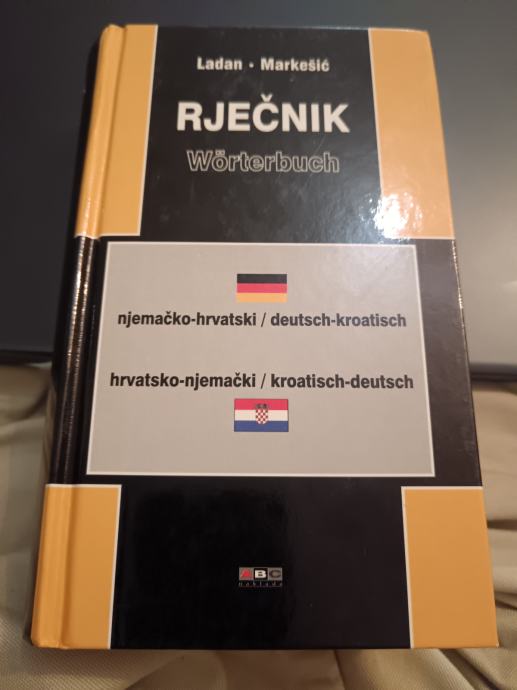 Ladan • Markešić
RJEČNIK
Wörterbuch
njemačko-hrvatski / deutsch-kroatisch
hrvatsko-njemački / kroatisch-deutsch
ABC
naklada